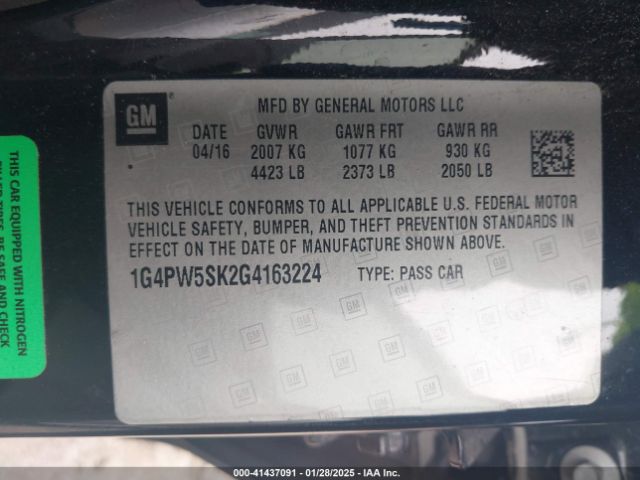 GM
MFD BY GENERAL MOTORS LLC
DATE GVWR GAWR FRT GAWR RR
04/16 2007 KG 1077 KG 930 KG
4423 LB 2373 LB 2050 LB
THIS VEHICLE CONFORMS TO ALL APPLICABLE U.S. FEDERAL MOTOR
VEHICLE SAFETY, BUMPER, AND THEFT PREVENTION STANDARDS IN
EFFECT ON THE DATE OF MANUFACTURE SHOWN ABOVE.
1G4PW5SK2G4163224 TYPE: PASS CAR
THIS CAR EQUIPPED WITH NITROGEN
FILLED TIRES.
000-41437091 — 01/28/2025 — IAA Inc.